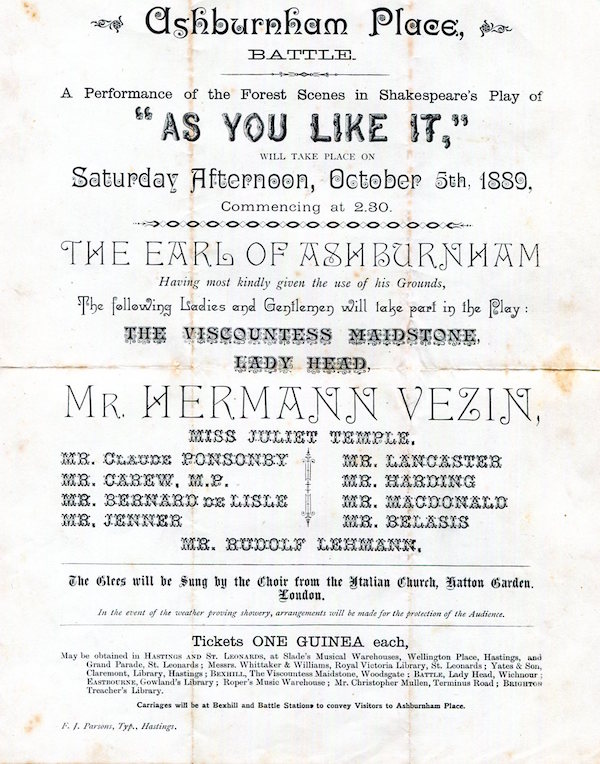 Ashburnham Place,
BATTLE.
A Performance of the Forest Scenes in Shakespeare's Play of
"AS YOU LIKE IT,"
WILL TAKE PLACE ON
Saturday Afternoon, October 5th, 1889.
Commencing at 2.30.
THE EARL OF ASHBURNHAM
Having most kindly given the use of his Grounds,
The following Ladies and Gentlemen will take part in the Play:
THE VISCOUNTESS MAIDSTONE,
LADY HEAD,
MR. HERMANN VEZIN,
MISS JULIET TEMPLE,
MR. CLAUDE PONSONBY
MR. CAREW, M.P.
MR. BERNARD DE LISLE
MR. JENNER
MR. LANCASTER
MR. HARDING
MR. MACDONALD
MR. BELASIS
MR. RUDOLF LEHMANN.
The Glees will be Sung by the Choir from the Italian Church, Hatton Garden.
London.
In the event of the weather proving showery, arrangements will be made for the protection of the Audience.
Tickets ONE GUINEA each,
May be obtained in HASTINGS AND ST. LEONARDS, at Slade's Musical Warehouses, Wellington Place, Hastings, and
Grand Parade, St. Leonards; Messrs. Whittaker & Williams, Royal Victoria Library, St. Leonards; Yates & Son,
Claremont, Library, Hastings; BEXHILL, The Viscountess Maidstone, Woodsgate; BATTLE, Lady Head, Wichnour;
EASTBOURNE, Gowland's Library; Roper's Music Warehouse; Mr. Christopher Mullen, Terminus Road; BRIGHTON
Treacher's Library.
Carriages will be at Bexhill and Battle Stations to convey Visitors to Ashburnham Place.
F. J. Parsons, Typ., Hastings.